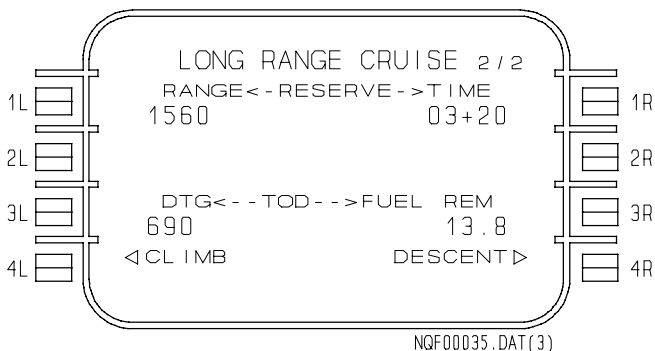 LONG RANGE CRUISE 2/2
RANGE<-RESERVE->TIME
1L 1560 03+20 1R
2L 2R
DTG<--TOD-->FUEL REM
3L 690 13.8 3R
4L ◁CLIMB DESCENT▷ 4R
NQF00035.DAT(3)